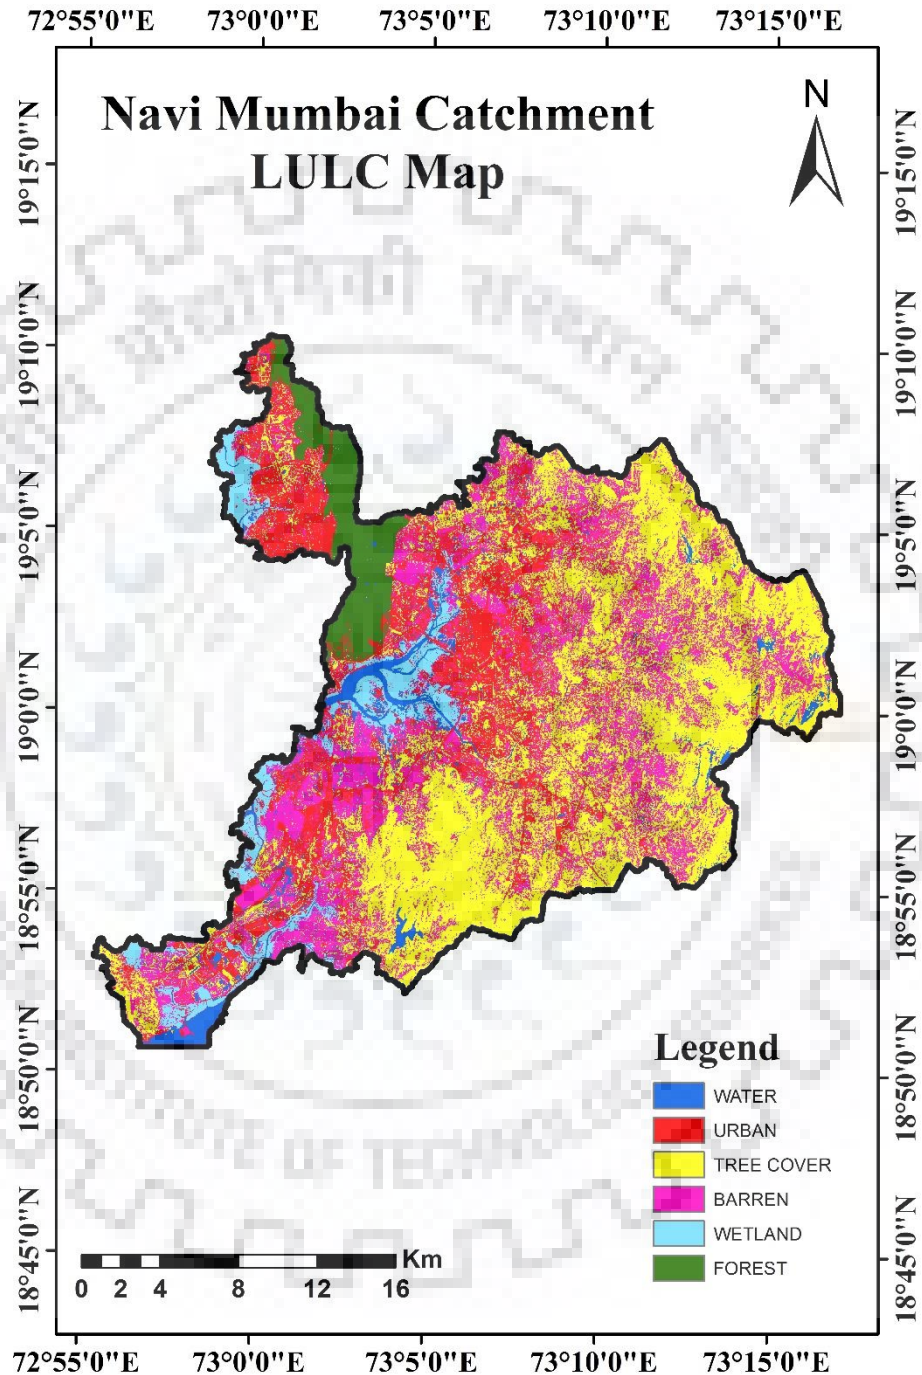 72°55'0"E 73°0'0"E 73°5'0"E 73°10'0"E 73°15'0"E
N
Navi Mumbai Catchment
LULC Map
19°15'0"N 19°15'0"N
19°10'0"N 19°10'0"N
19°5'0"N 19°5'0"N
19°0'0"N 19°0'0"N
18°55'0"N 18°55'0"N
18°50'0"N 18°50'0"N
18°45'0"N 18°45'0"N
Legend
WATER
URBAN
TREE COVER
BARREN
WETLAND
FOREST
Km
0 2 4 8 12 16
72°55'0"E 73°0'0"E 73°5'0"E 73°10'0"E 73°15'0"E